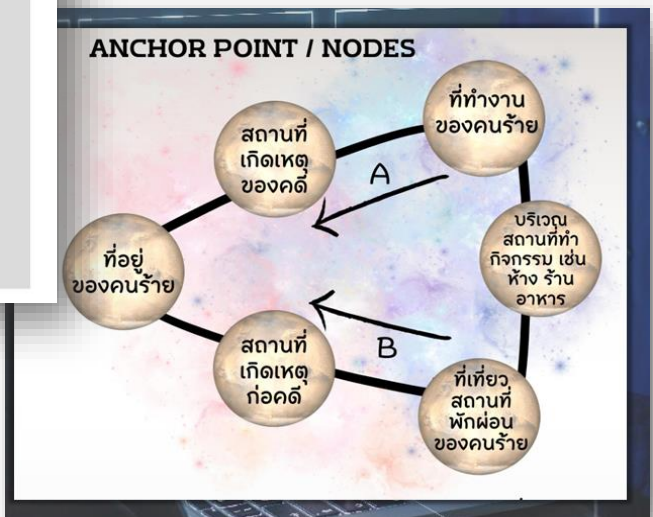 ANCHOR POINT / NODES
สถานที่
เกิดเหตุ
ของคดี
ที่ทำงาน
ของคนร้าย
A
ที่อยู่
ของคนร้าย
บริเวณ
สถานที่ทำ
กิจกรรม เช่น
ห้าง ร้าน
อาหาร
B
สถานที่
เกิดเหตุ
ก่อคดี
ที่เที่ยว
สถานที่
พักผ่อน
ของคนร้าย